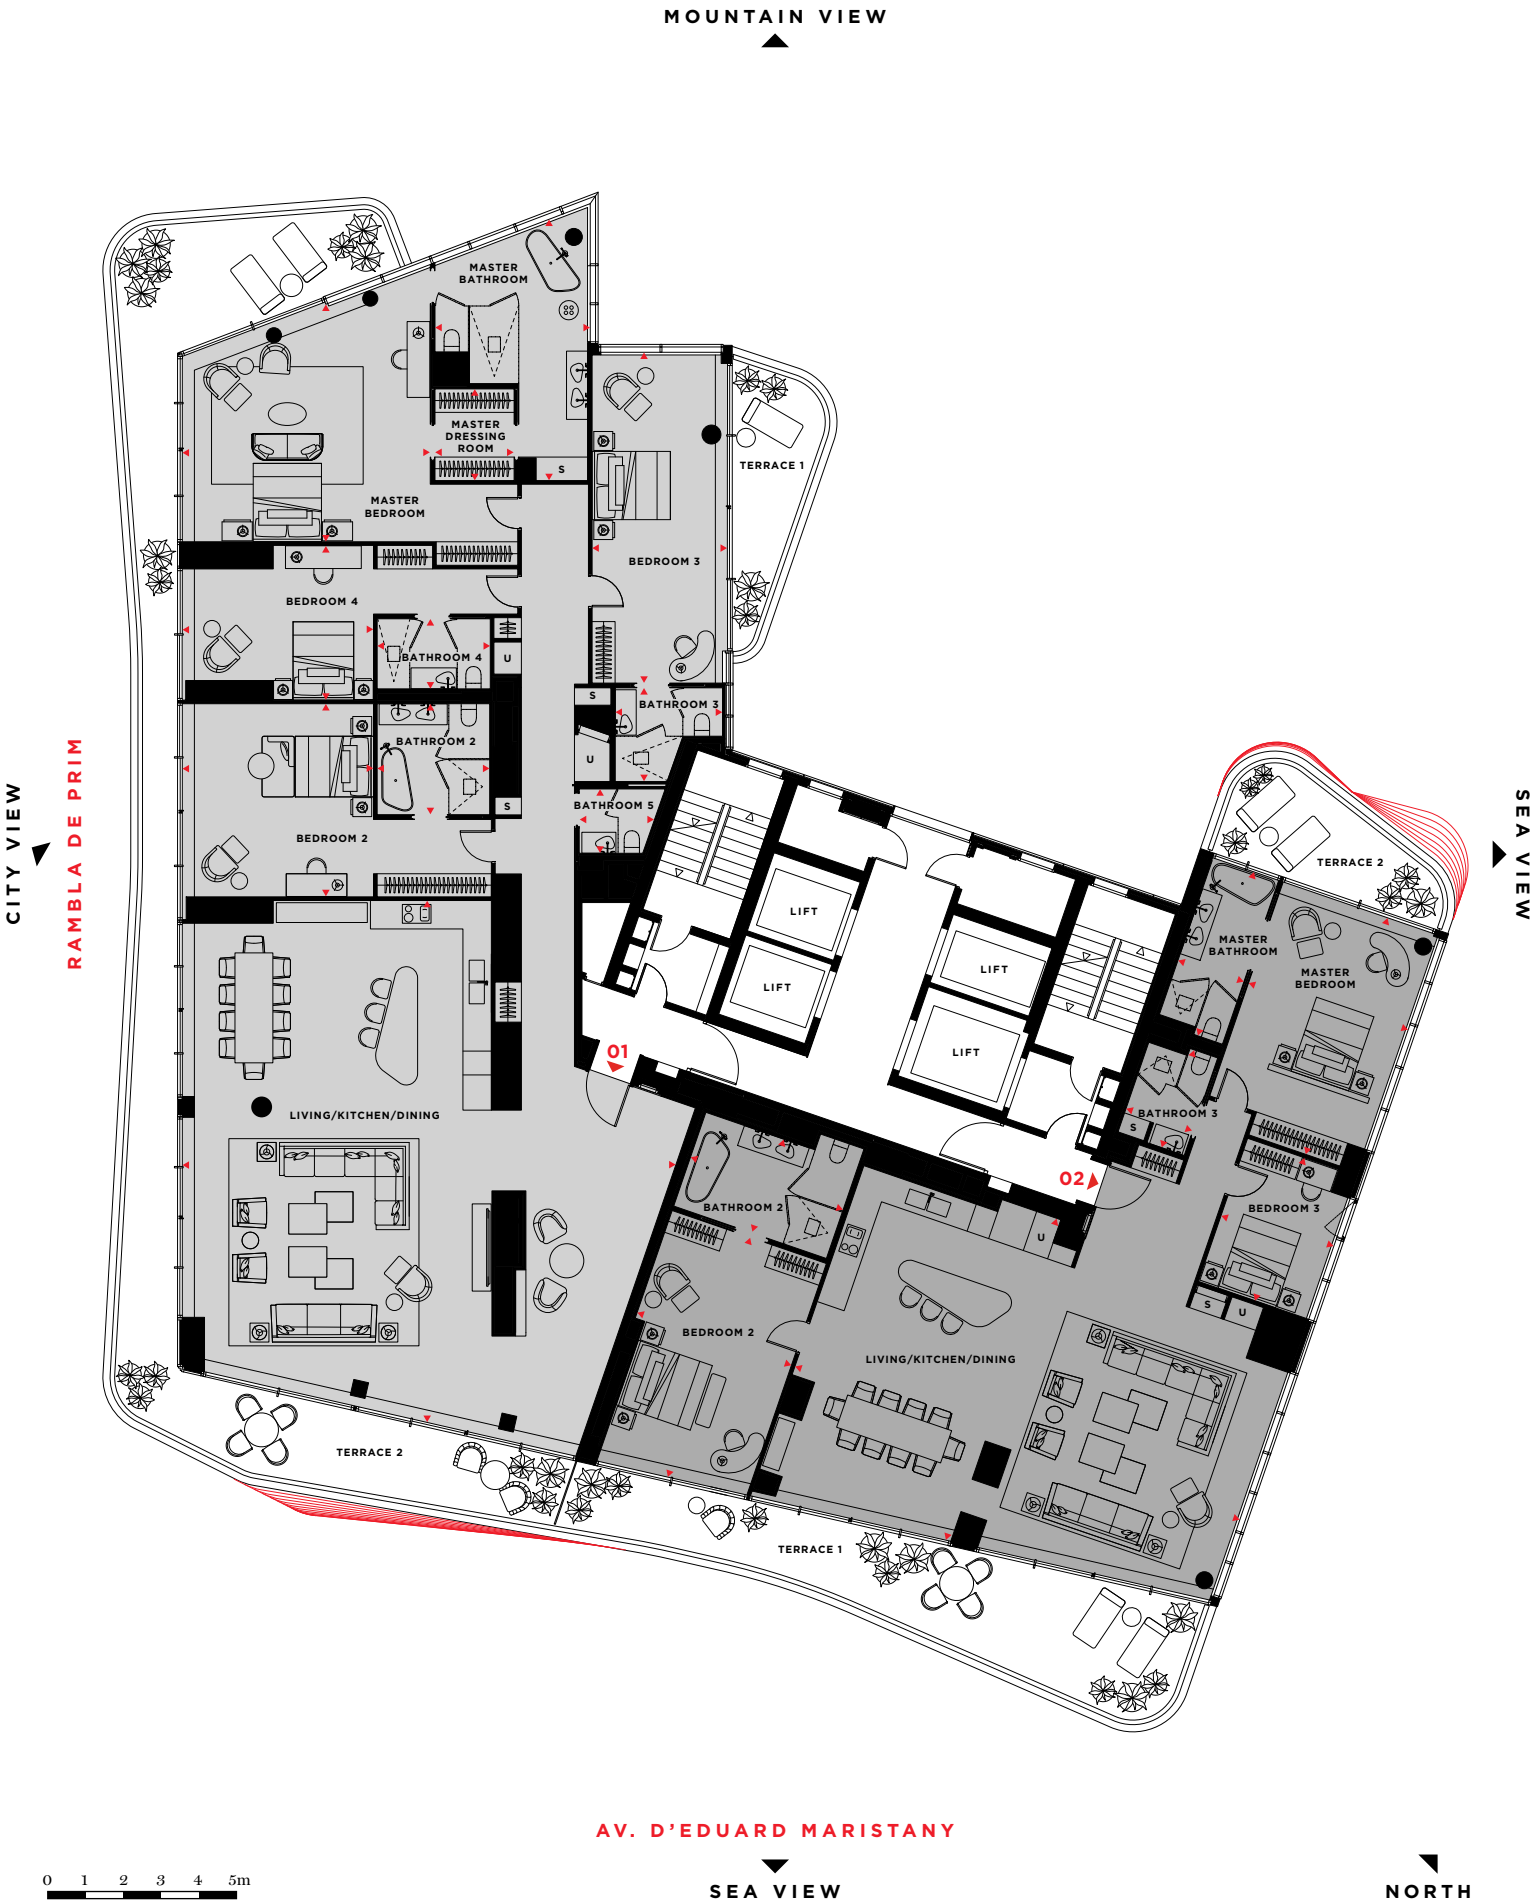 MOUNTAIN VIEW
MASTER
BATHROOM
MASTER
DRESSING
ROOM
S
TERRACE 1
MASTER
BEDROOM
BEDROOM 3
BEDROOM 4
BATHROOM 4
U
S
BATHROOM 3
BATHROOM 2
U
S
BATHROOM 5
BEDROOM 2
CITY VIEW
RAMBLA DE PRIM
SEA VIEW
TERRACE 2
LIFT
LIFT
LIFT
LIFT
MASTER
BATHROOM
MASTER
BEDROOM
01
LIVING/KITCHEN/DINING
BATHROOM 3
S
02
BATHROOM 2
BEDROOM 3
U
S
U
BEDROOM 2
LIVING/KITCHEN/DINING
TERRACE 2
TERRACE 1
AV. D’EDUARD MARISTANY
0 1 2 3 4 5m
SEA VIEW
NORTH